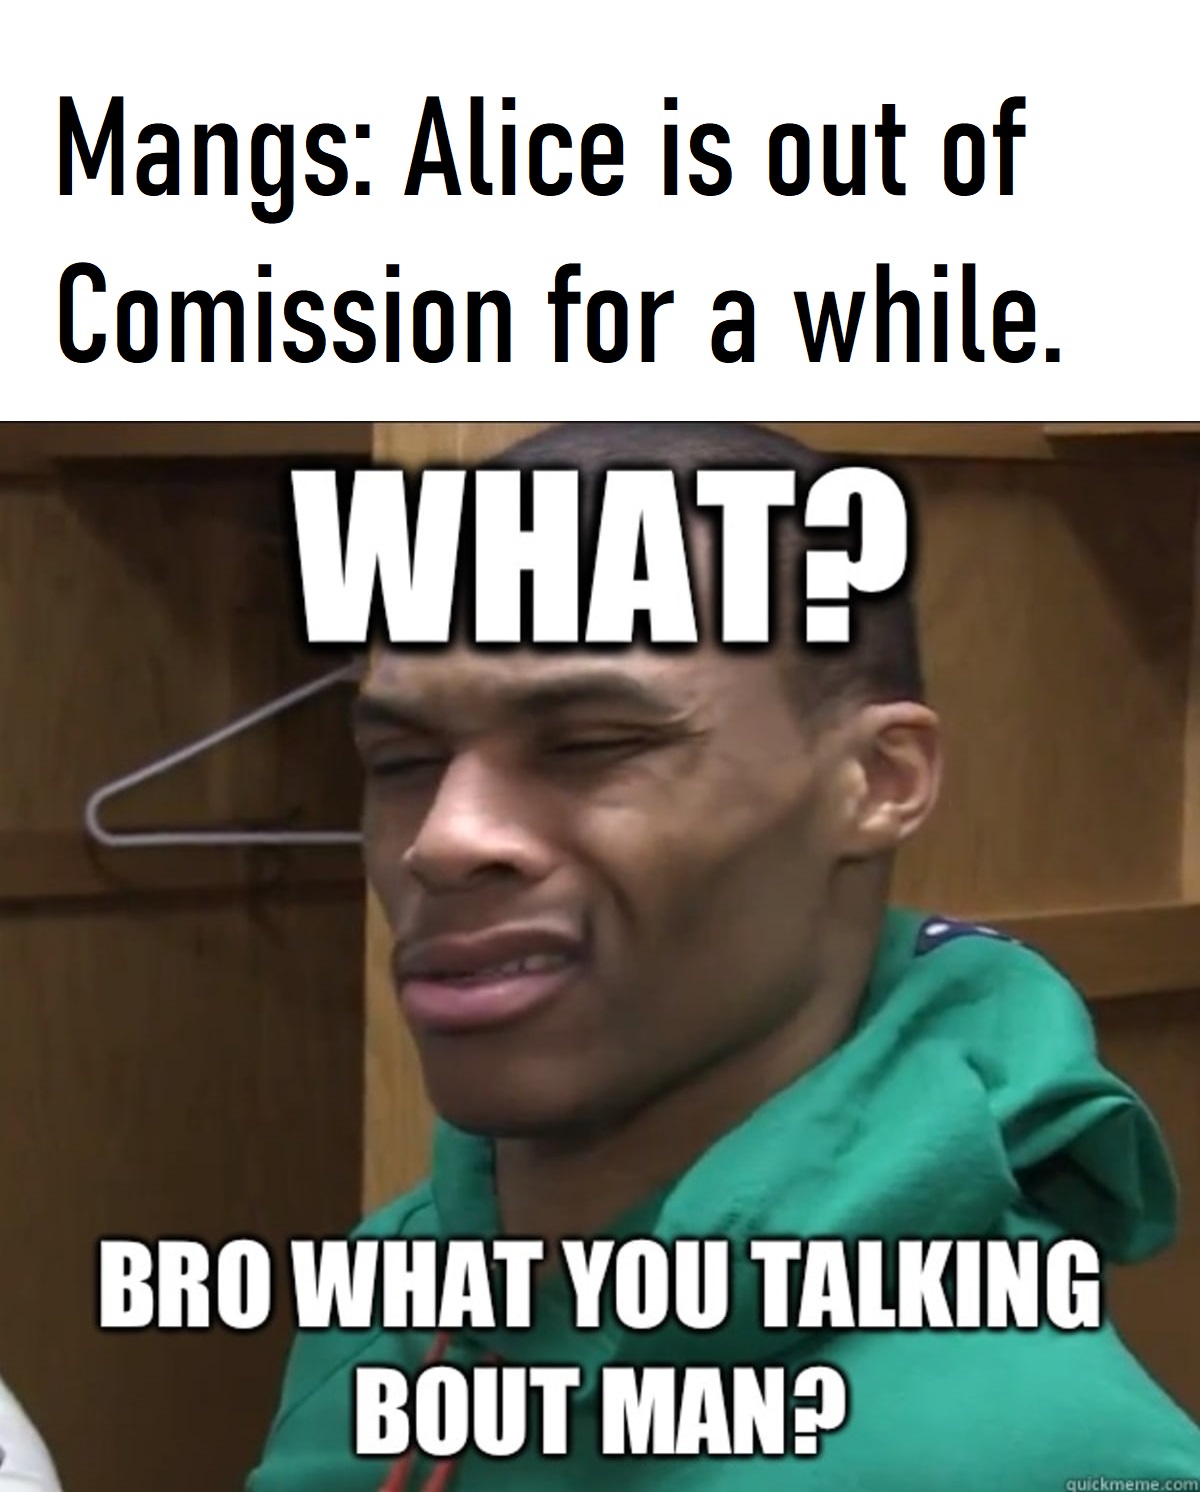 Mangs: Alice is out of
Comission for a while.
WHAT?
BRO WHAT YOU TALKING
BOUT MAN?
quickmeme.com